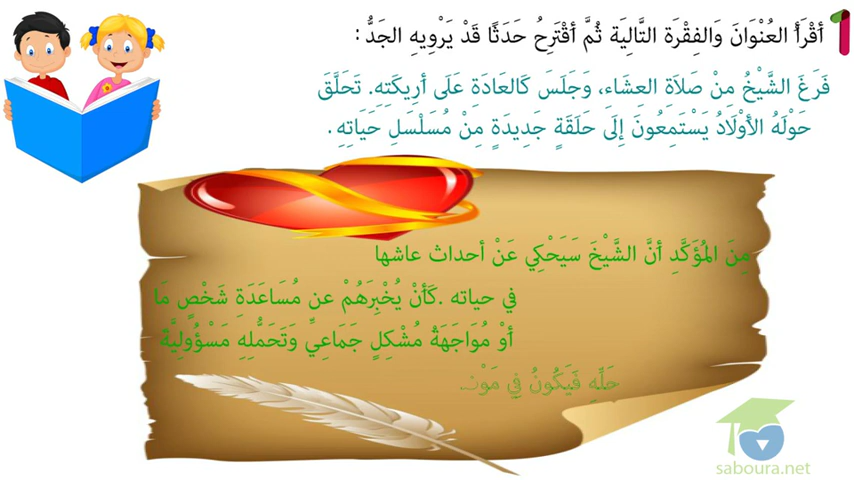 1 أَقْرَأُ العُنْوَانَ وَالفِقْرَةَ التَّالِيَةَ ثُمَّ أَقْتَرِحُ حَدَثًا قَدْ يَرْوِيهِ الجَدُّ :
فَرَغَ الشَّيْخُ مِنْ صَلَاةِ العِشَاءِ، وَجَلَسَ كَالعَادَةِ عَلَى أَرِيكَتِهِ. تَحَلَّقَ
حَوْلَهُ الأَوْلَادُ يَسْتَمِعُونَ إِلَى حَلَقَةٍ جَدِيدَةٍ مِنْ مُسَلْسَلِ حَيَاتِهِ .
مِنَ المُؤَكَّدِ أَنَّ الشَّيْخَ سَيَحْكِي عَنْ أحداث عاشها
في حياته .كَأَنْ يُخْبِرَهُمْ عن مُسَاعَدَةِ شَخْصٍ مَا
أَوْ مُوَاجَهَةُ مُشْكِلٍ جَمَاعِيٍّ وَتَحَمُّلِهِ مَسْؤُولِيَّةَ
حَلِّهِ فَيَكُونُ فِي
saboura.net